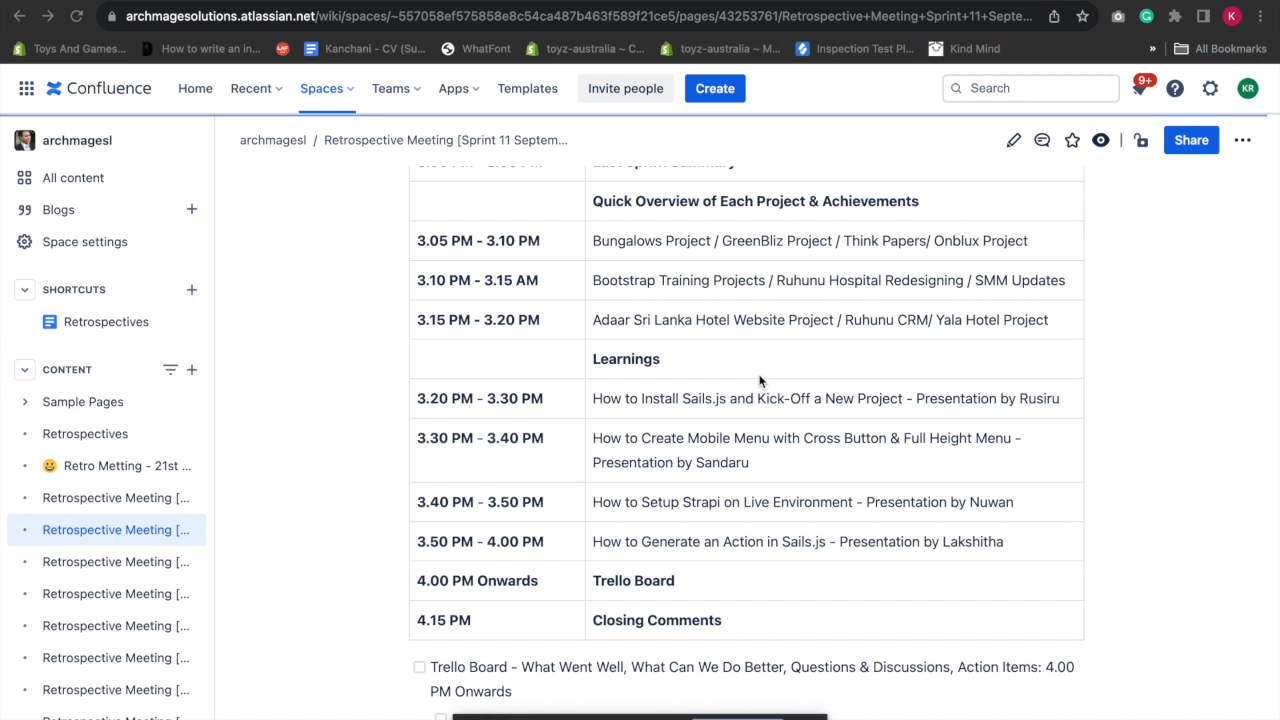 archmagesolutions.atlassian.net/wiki/spaces/~557058ef575858e8c54ca487b463f589f21ce5/pages/43253761/Retrospective+Meeting+Sprint+11+Septe...
K
Toys And Games...
How to write an in...
Kanchani - CV (Su...
WhatFont
toyz-australia ~ C...
toyz-australia ~ M...
Inspection Test Pl...
Kind Mind
»
All Bookmarks
Confluence
Home
Recent
Spaces
Teams
Apps
Templates
Invite people
Create
Search
9+
KR
archmagesl
archmagesl / Retrospective Meeting [Sprint 11 Septem...
Share
All content
Blogs
Space settings
SHORTCUTS
Retrospectives
CONTENT
Sample Pages
Retrospectives
Retro Metting - 21st ...
Retrospective Meeting [...
Retrospective Meeting [...
Retrospective Meeting [...
Retrospective Meeting [...
Retrospective Meeting [...
Retrospective Meeting [...
Retrospective Meeting [...
Quick Overview of Each Project & Achievements
3.05 PM - 3.10 PM Bungalows Project / GreenBliz Project / Think Papers/ Onblux Project
3.10 PM - 3.15 AM Bootstrap Training Projects / Ruhunu Hospital Redesigning / SMM Updates
3.15 PM - 3.20 PM Adaar Sri Lanka Hotel Website Project / Ruhunu CRM/ Yala Hotel Project
Learnings
3.20 PM - 3.30 PM How to Install Sails.js and Kick-Off a New Project - Presentation by Rusiru
3.30 PM - 3.40 PM How to Create Mobile Menu with Cross Button & Full Height Menu -
Presentation by Sandaru
3.40 PM - 3.50 PM How to Setup Strapi on Live Environment - Presentation by Nuwan
3.50 PM - 4.00 PM How to Generate an Action in Sails.js - Presentation by Lakshitha
4.00 PM Onwards Trello Board
4.15 PM Closing Comments
Trello Board - What Went Well, What Can We Do Better, Questions & Discussions, Action Items: 4.00
PM Onwards